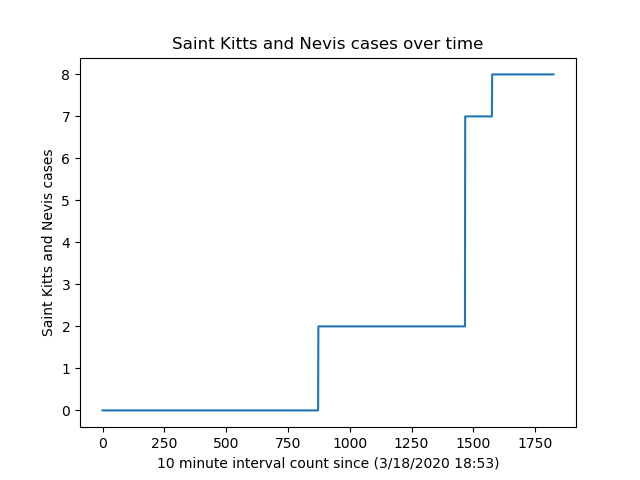 Saint Kitts and Nevis cases over time
Saint Kitts and Nevis cases
8
7
6
5
4
3
2
1
0
0 250 500 750 1000 1250 1500 1750
10 minute interval count since (3/18/2020 18:53)